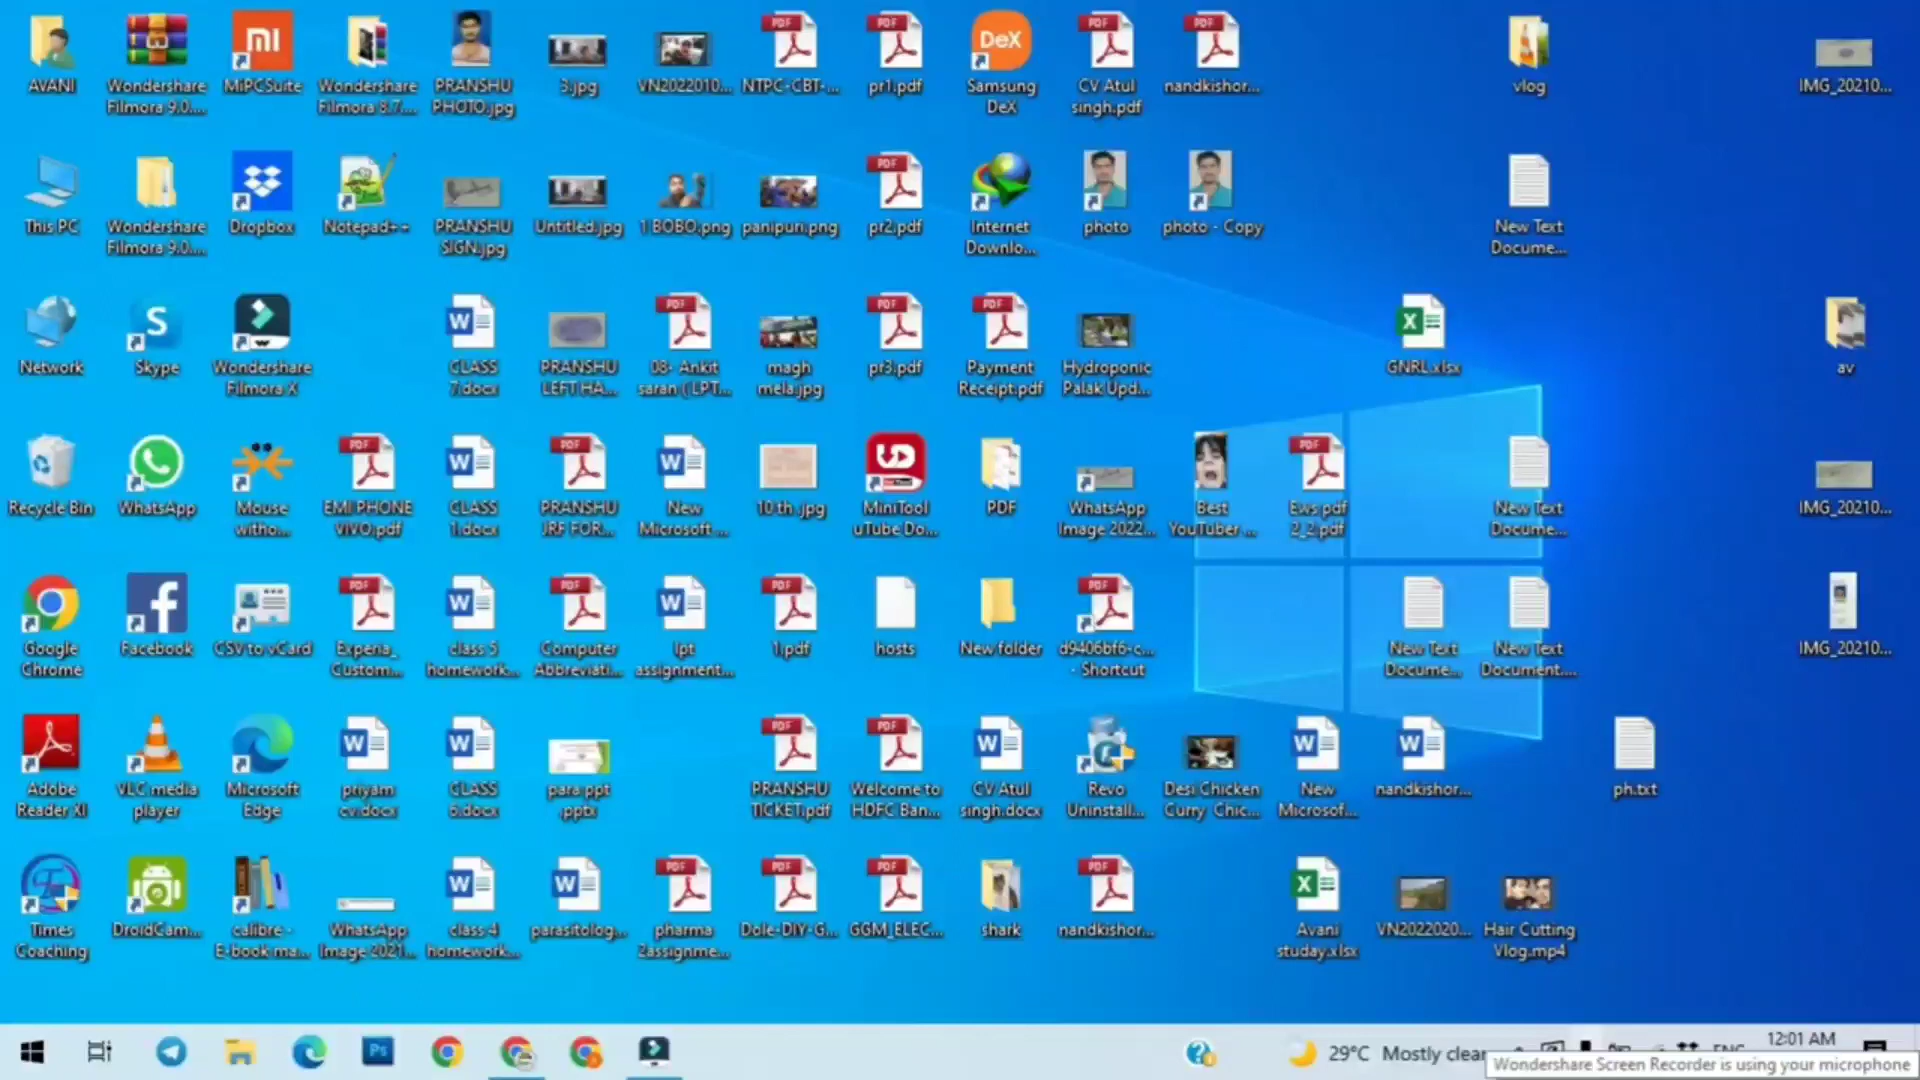 AVANI
Wondershare
Filmora 9.0....
MiPCSuite
Wondershare
Filmora 8.7....
PRANSHU
PHOTO.jpg
3.jpg
VN2022010...
NTPC-CBT-...
pr1.pdf
Samsung
DeX
CV Atul
singh.pdf
nandkishor...
vlog
IMG_20210...
This PC
Wondershare
Filmora 9.0....
Dropbox
Notepad++
PRANSHU
SIGN.jpg
Untitled.jpg
1 BOBO.png
panipuri.png
pr2.pdf
Internet
Downlo...
photo
photo - Copy
New Text
Docume...
Network
Skype
Wondershare
Filmora X
CLASS
7.docx
PRANSHU
LEFT HA...
08- Ankit
saran ( LPT...
magh
mela.jpg
pr3.pdf
Payment
Receipt.pdf
Hydroponic
Palak Upd...
GNRL.xlsx
av
Recycle Bin
WhatsApp
Mouse
witho...
EMI PHONE
VIVO.pdf
CLASS
1.docx
PRANSHU
JRF FOR...
New
Microsoft ...
10 th .jpg
MiniTool
uTube Do...
PDF
WhatsApp
Image 2022...
Best
YouTuber ...
Ews pdf
2_2.pdf
New Text
Docume...
IMG_20210...
Google
Chrome
Facebook
CSV to vCard
Experia_
Custom...
class 5
homework...
Computer
Abbreviati...
lpt
assignment...
1.pdf
hosts
New folder
d9406bf6-c...
- Shortcut
New Text
Docume...
New Text
Document....
IMG_20210...
Adobe
Reader XI
VLC media
player
Microsoft
Edge
priyam
cv.docx
CLASS
6.docx
para ppt
.pptx
PRANSHU
TICKET.pdf
Welcome to
HDFC Ban...
CV Atul
singh.docx
Revo
Uninstall...
Desi Chicken
Curry Chic...
New
Microsof...
nandkishor...
ph.txt
Times
Coaching
DroidCam...
calibre -
E-book ma...
WhatsApp
Image 2021...
class 4
homework...
parasitolog...
pharma
2assignme...
Dole-DIY-G...
GGM_ELEC...
shark
nandkishor...
Avani
studay.xlsx
VN2022020...
Hair Cutting
Vlog.mp4
29°C Mostly clear
12:01 AM
Wondershare Screen Recorder is using your microphone